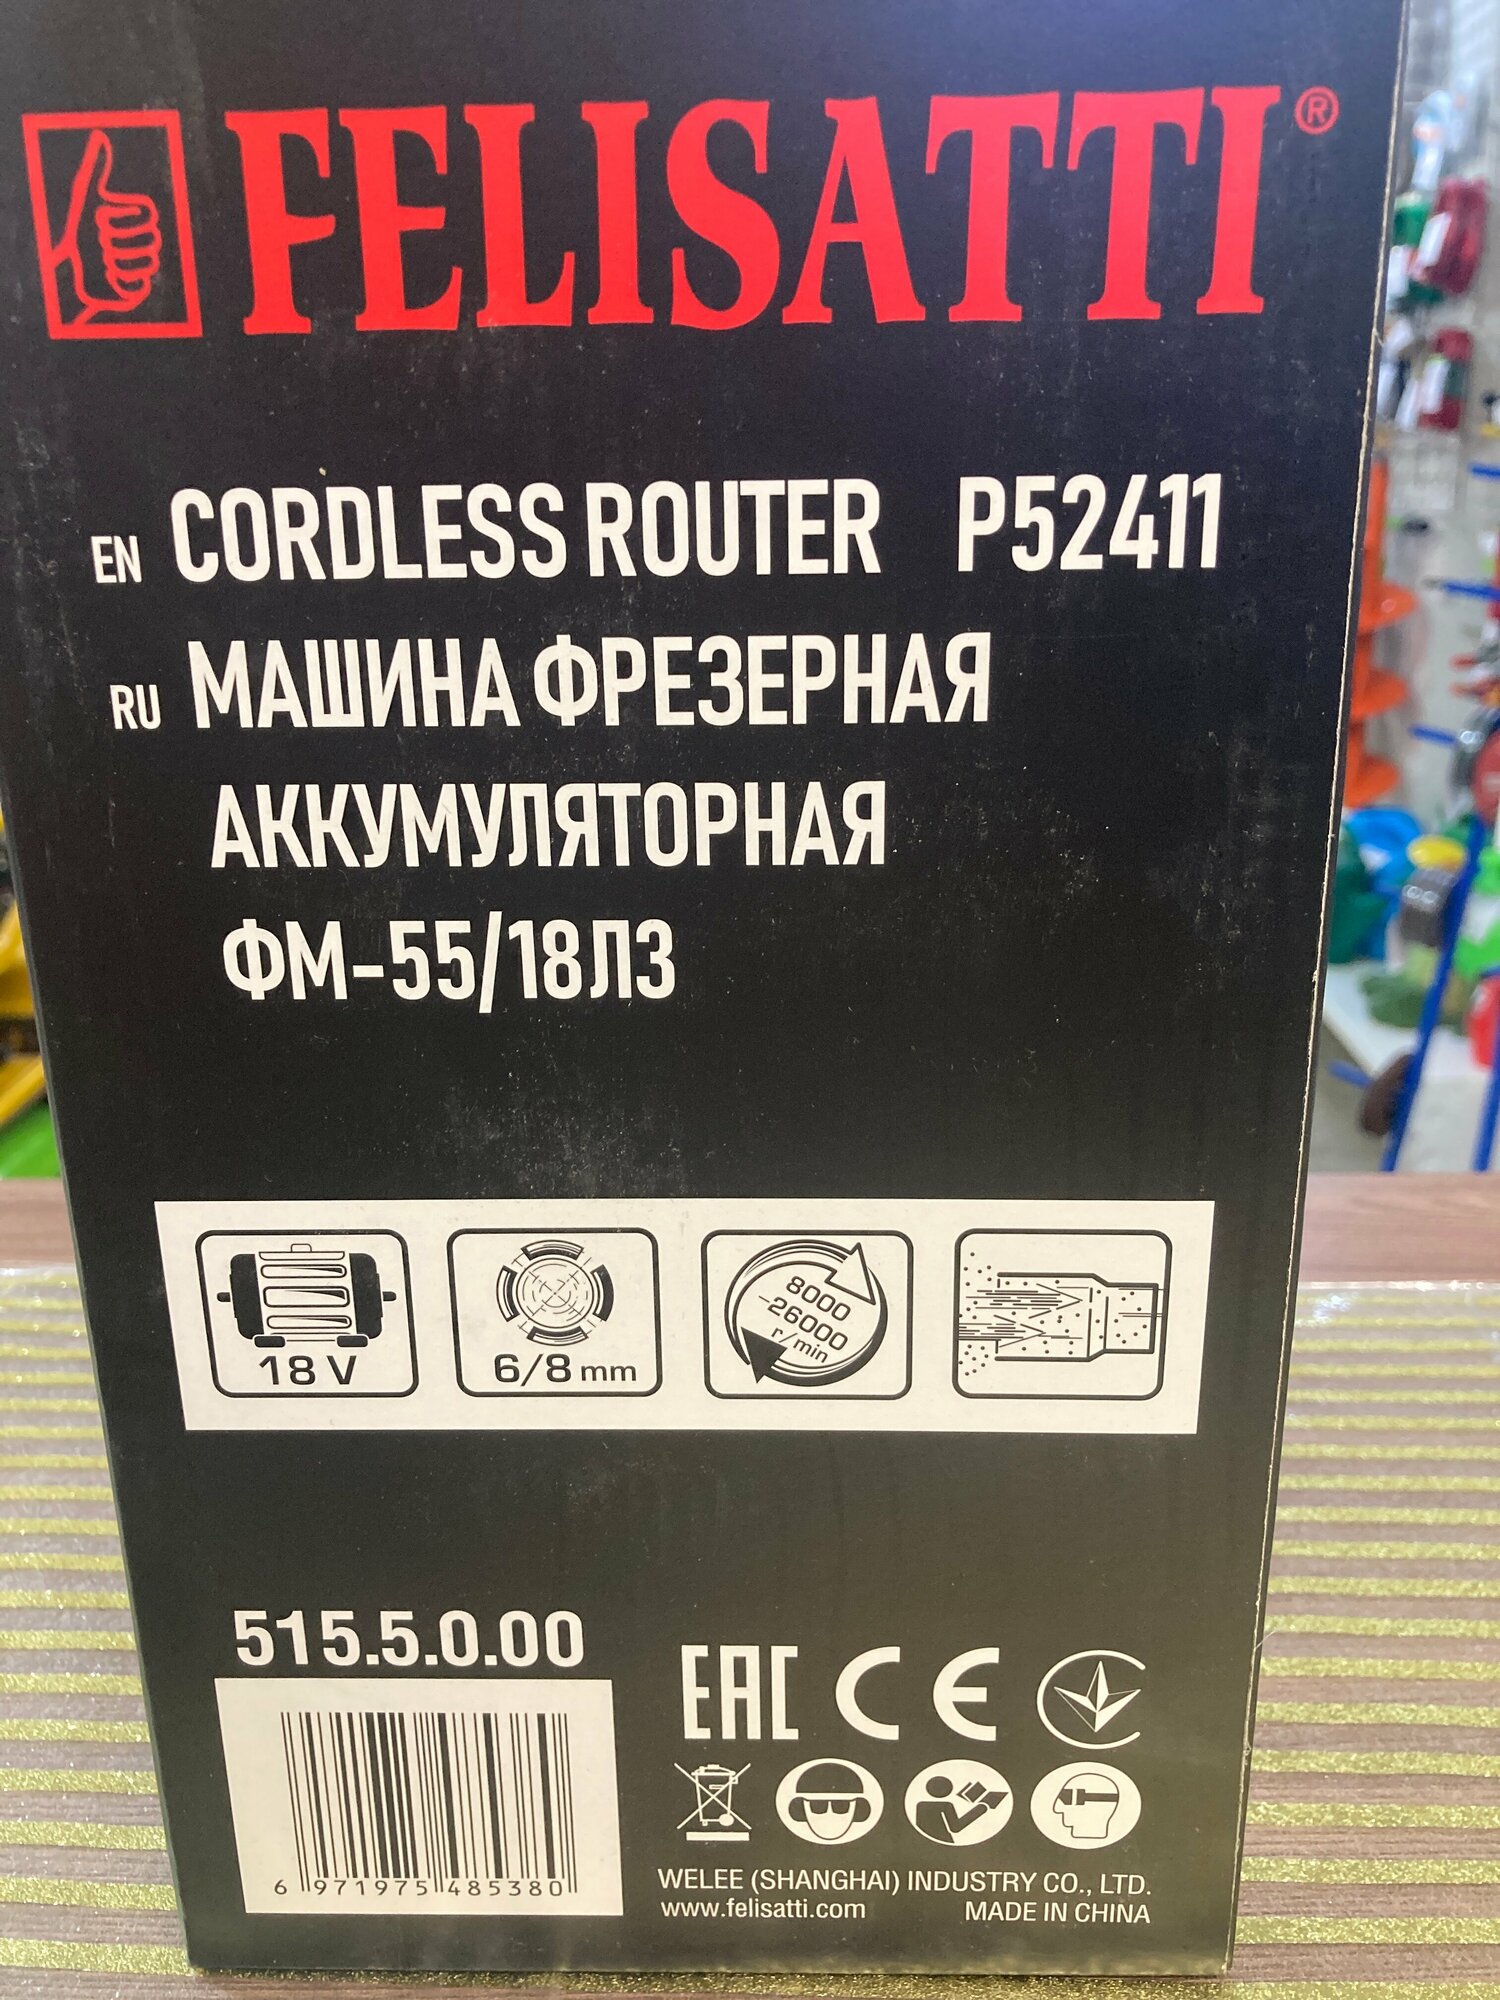 FELISATTI®
EN CORDLESS ROUTER P52411
RU МАШИНА ФРЕЗЕРНАЯ
АККУМУЛЯТОРНАЯ
ФМ-55/18ЛЗ
18 V
6/8 mm
8000
-26000
r/min
515.5.0.00
EAC CE
6 971975 485380
WELEE (SHANGHAI) INDUSTRY CO., LTD.
www.felisatti.com MADE IN CHINA